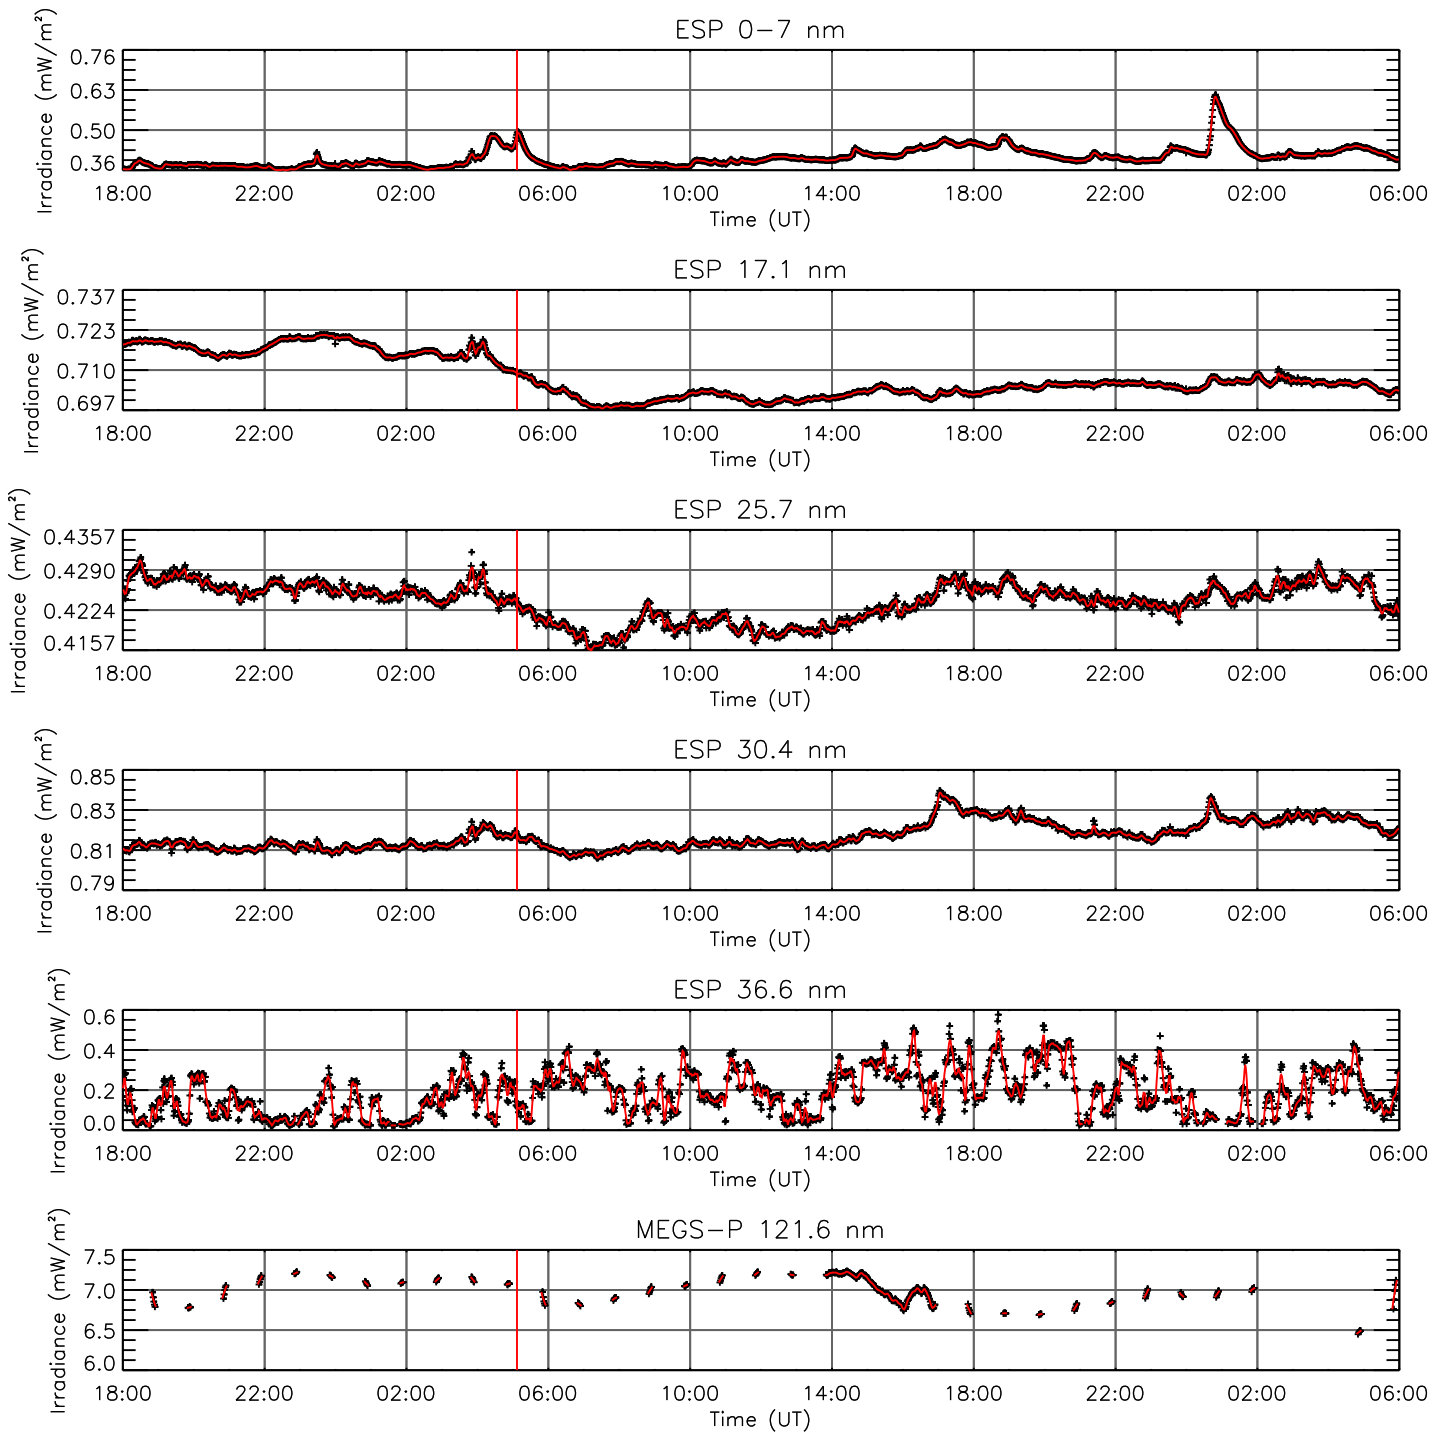 ESP 0-7 nm
Irradiance (mW/m²)
0.76
0.63
0.50
0.36
18:00 22:00 02:00 06:00 10:00 14:00 18:00 22:00 02:00 06:00
Time (UT)
ESP 17.1 nm
Irradiance (mW/m²)
0.737
0.723
0.710
0.697
18:00 22:00 02:00 06:00 10:00 14:00 18:00 22:00 02:00 06:00
Time (UT)
ESP 25.7 nm
Irradiance (mW/m²)
0.4357
0.4290
0.4224
0.4157
18:00 22:00 02:00 06:00 10:00 14:00 18:00 22:00 02:00 06:00
Time (UT)
ESP 30.4 nm
Irradiance (mW/m²)
0.85
0.83
0.81
0.79
18:00 22:00 02:00 06:00 10:00 14:00 18:00 22:00 02:00 06:00
Time (UT)
ESP 36.6 nm
Irradiance (mW/m²)
0.6
0.4
0.2
0.0
18:00 22:00 02:00 06:00 10:00 14:00 18:00 22:00 02:00 06:00
Time (UT)
MEGS-P 121.6 nm
Irradiance (mW/m²)
7.5
7.0
6.5
6.0
18:00 22:00 02:00 06:00 10:00 14:00 18:00 22:00 02:00 06:00
Time (UT)